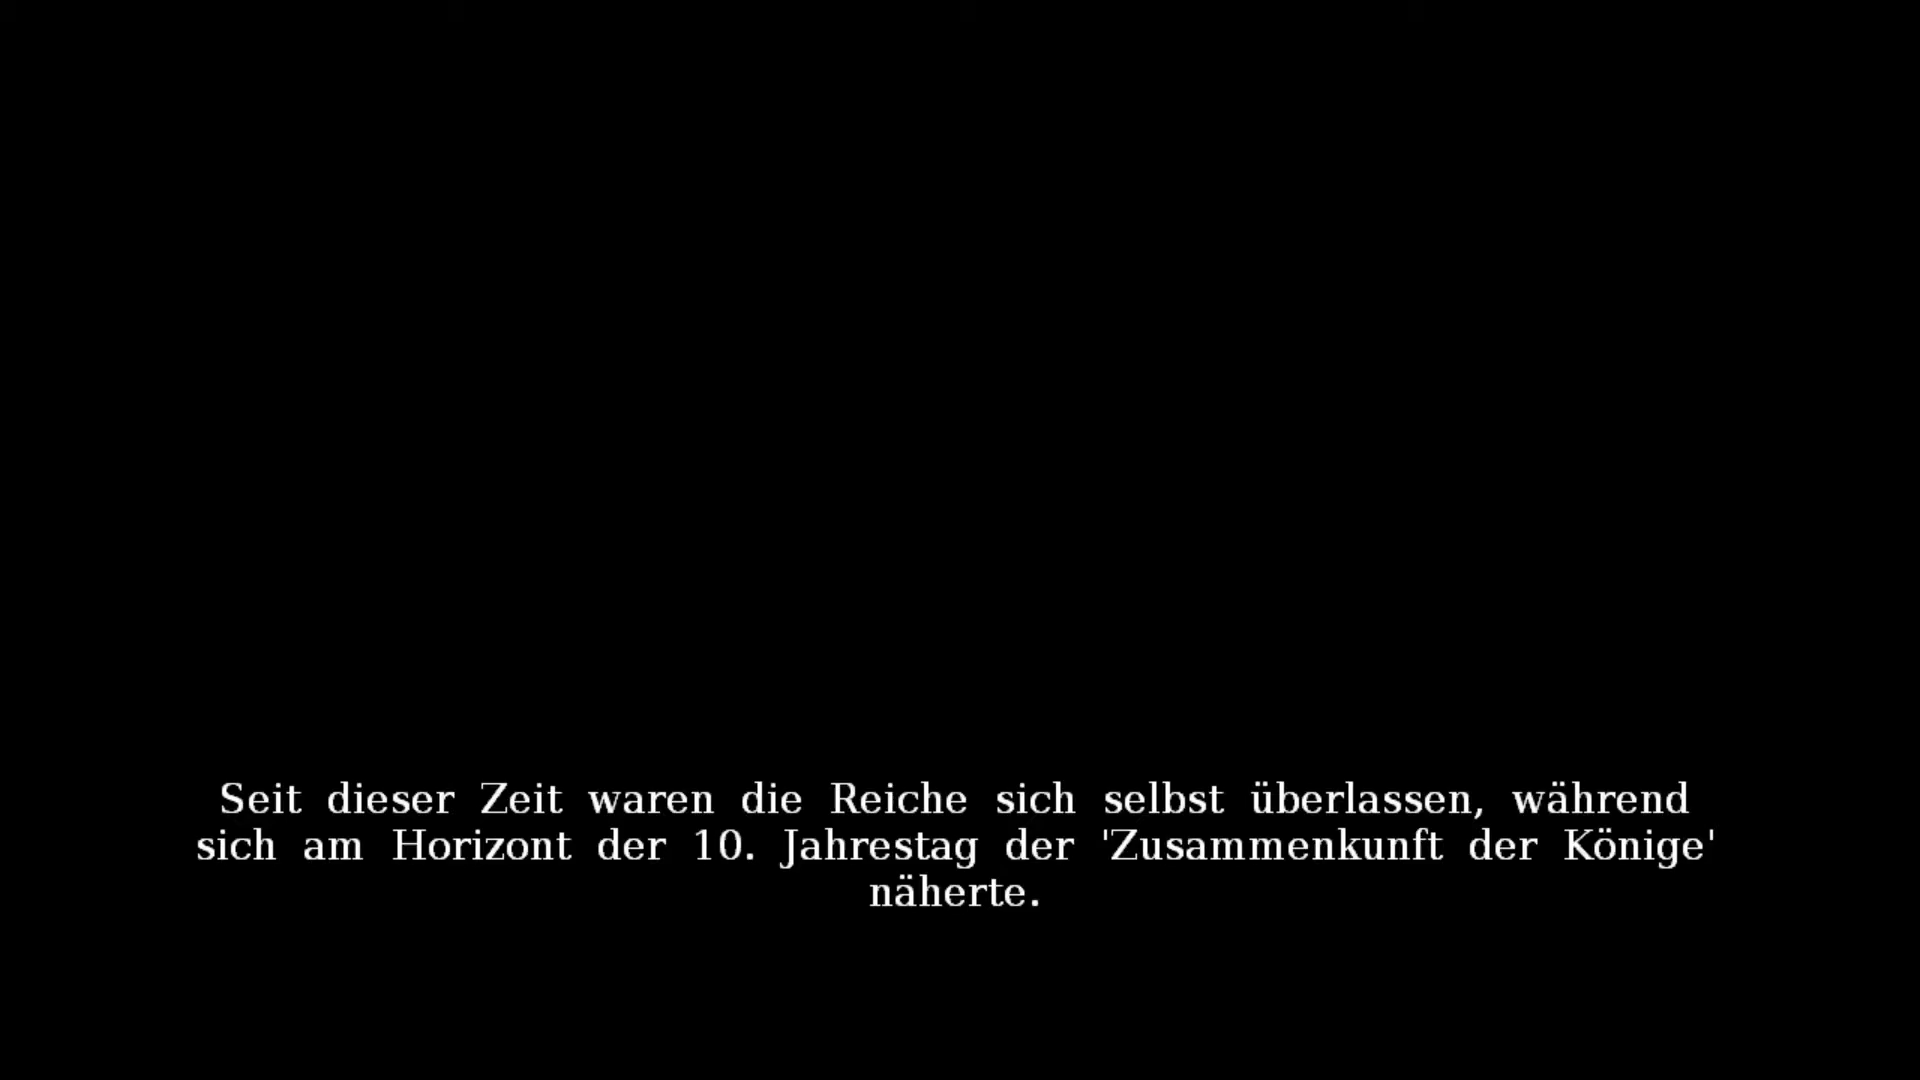 Seit dieser Zeit waren die Reiche sich selbst überlassen, während
sich am Horizont der 10. Jahrestag der 'Zusammenkunft der Könige'
näherte.